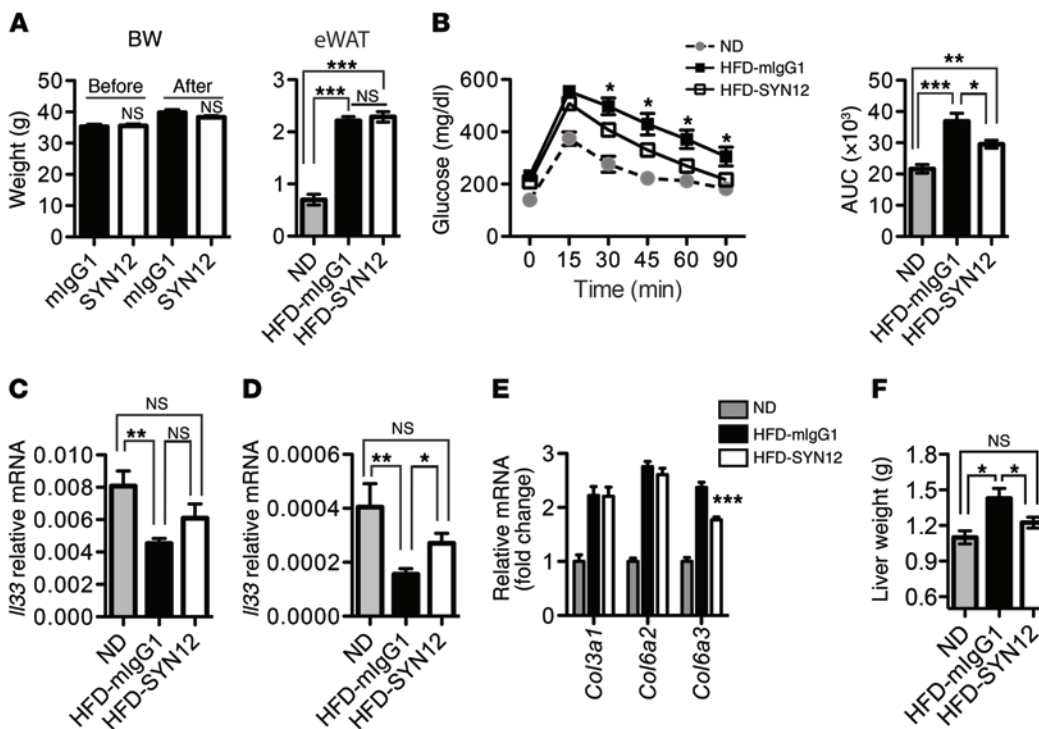 A
BW
Before
After
NS
NS
Weight (g)
50
40
30
20
10
0
mIgG1
SYN12
mIgG1
SYN12
eWAT
***
***
NS
3
2
1
0
ND
HFD-mIgG1
HFD-SYN12
B
ND
HFD-mIgG1
HFD-SYN12
Glucose (mg/dl)
600
400
200
0
* * * *
0 15 30 45 60 90
Time (min)
**
*** *
AUC (×10³)
50
40
30
20
10
0
ND
HFD-mIgG1
HFD-SYN12
C
NS
** NS
Il33 relative mRNA
0.010
0.008
0.006
0.004
0.002
0.000
ND
HFD-mIgG1
HFD-SYN12
D
NS
** *
Il33 relative mRNA
0.0006
0.0004
0.0002
0.0000
ND
HFD-mIgG1
HFD-SYN12
E
ND
HFD-mIgG1
HFD-SYN12
Relative mRNA
(fold change)
3
2
1
0
***
Col3a1
Col6a2
Col6a3
F
NS
* *
Liver weight (g)
1.8
1.5
1.2
0.9
0.6
ND
HFD-mIgG1
HFD-SYN12